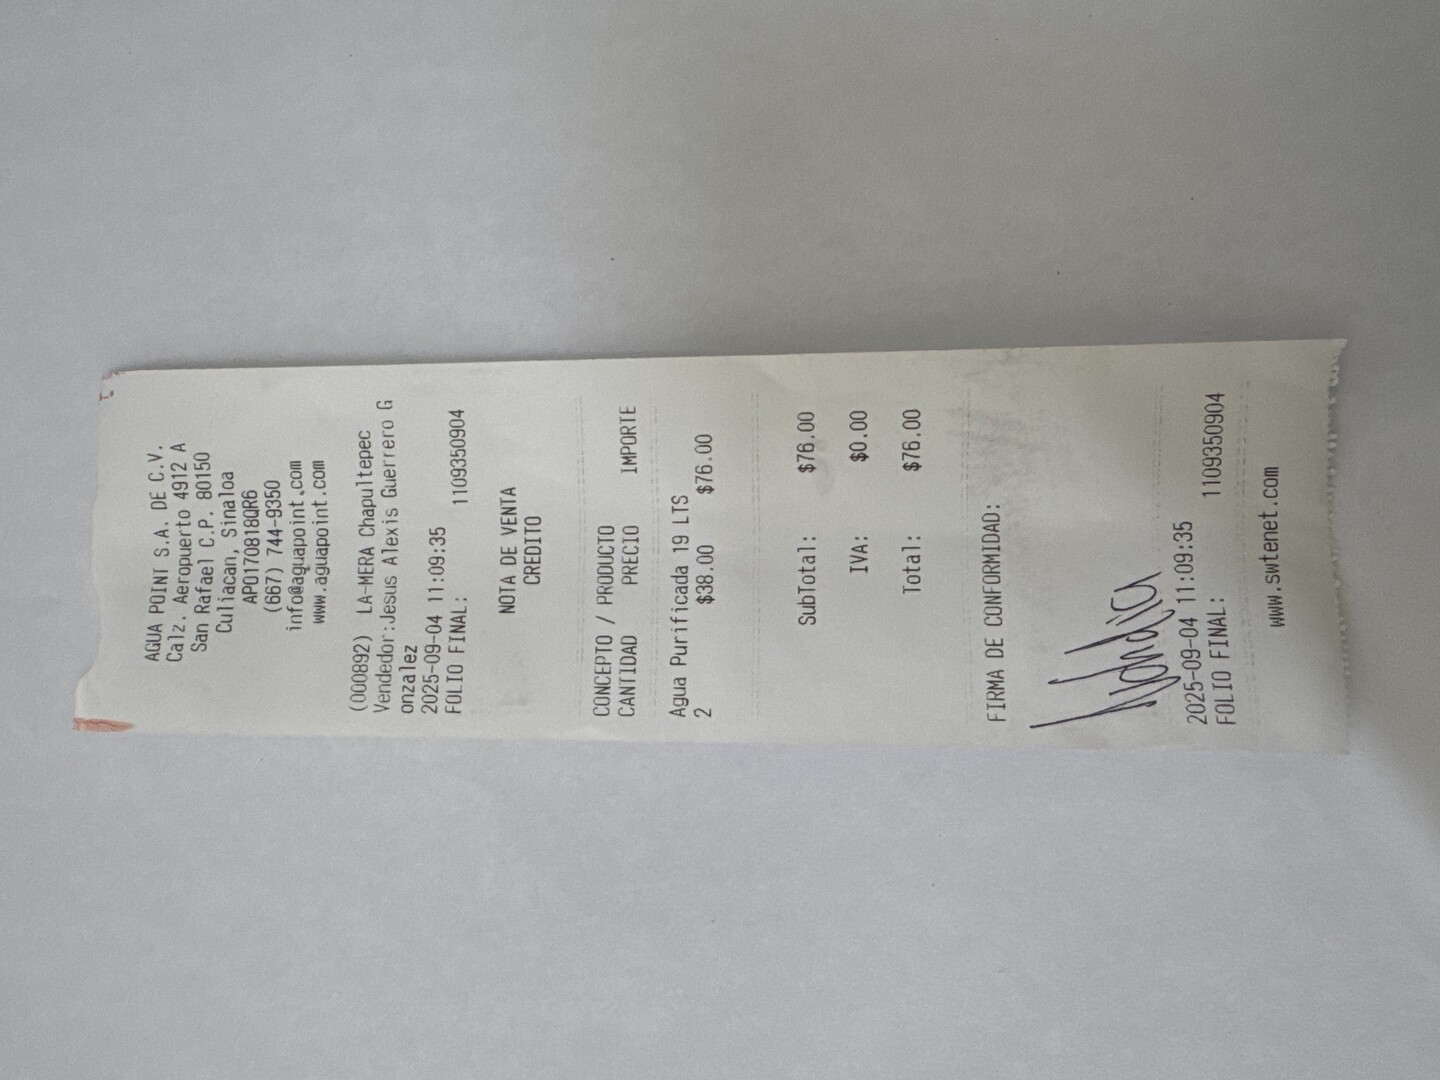 AGUA POINT S.A. DE C.V.
Calz. Aeropuerto 4912 A
San Rafael C.P. 80150
Culiacan, Sinaloa
APO170818QR6
(667) 744-9350
info@aguapoint.com
www.aguapoint.com
(000892) LA-MERA Chapultepec
Vendedor:Jesus Alexis Guerrero G
onzalez
2025-09-04 11:09:35
FOLIO FINAL: 1109350904
NOTA DE VENTA
CREDITO
CONCEPTO / PRODUCTO
CANTIDAD PRECIO IMPORTE
Agua Purificada 19 LTS
2 $38.00 $76.00
SubTotal: $76.00
IVA: $0.00
Total: $76.00
FIRMA DE CONFORMIDAD:
2025-09-04 11:09:35
FOLIO FINAL: 1109350904
www.swtenet.com